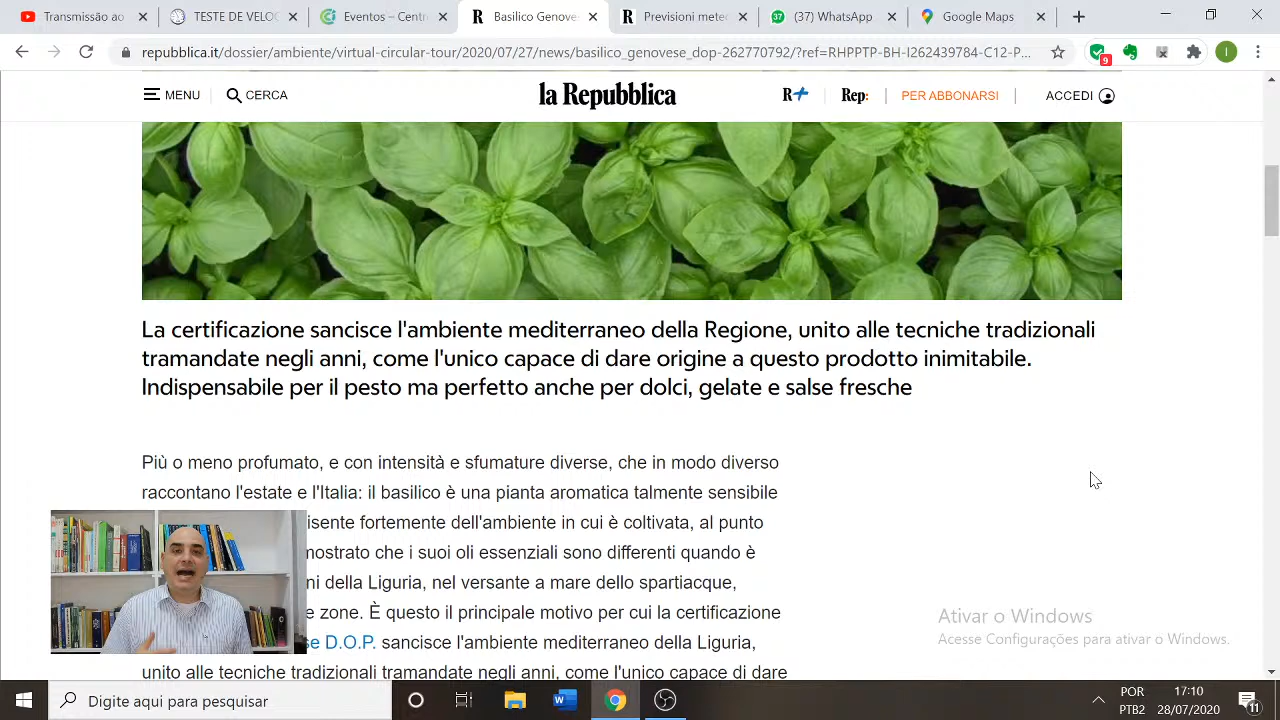 Transmissão ao
TESTE DE VELOC
Eventos – Centr
R Basilico Genove
R Previsioni mete
37 (37) WhatsApp
Google Maps
repubblica.it/dossier/ambiente/virtual-circular-tour/2020/07/27/news/basilico_genovese_dop-262770792/?ref=RHPPTP-BH-I262439784-C12-P...
9
I
MENU
CERCA
la Repubblica
R+
Rep:
PER ABBONARSI
ACCEDI
La certificazione sancisce l'ambiente mediterraneo della Regione, unito alle tecniche tradizionali
tramandate negli anni, come l'unico capace di dare origine a questo prodotto inimitabile.
Indispensabile per il pesto ma perfetto anche per dolci, gelate e salse fresche
Più o meno profumato, e con intensità e sfumature diverse, che in modo diverso
raccontano l'estate e l'Italia: il basilico è una pianta aromatica talmente sensibile
isente fortemente dell'ambiente in cui è coltivata, al punto
mostrato che i suoi oli essenziali sono differenti quando è
ni della Liguria, nel versante a mare dello spartiacque,
e zone. È questo il principale motivo per cui la certificazione
se D.O.P. sancisce l'ambiente mediterraneo della Liguria,
unito alle tecniche tradizionali tramandate negli anni, come l'unico capace di dare
Ativar o Windows
Acesse Configurações para ativar o Windows.
Digite aqui para pesquisar
POR
PTB2
17:10
28/07/2020
11